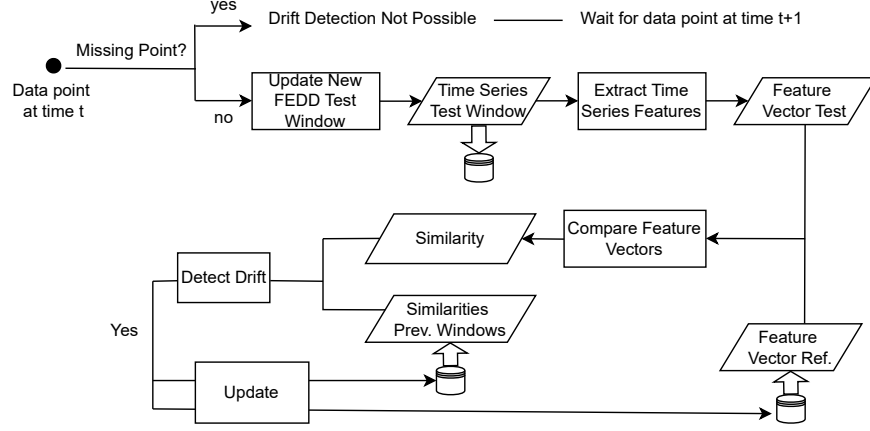 yes
Drift Detection Not Possible
Wait for data point at time t+1
Missing Point?
Data point
at time t
no
Update New
FEDD Test
Window
Time Series
Test Window
Extract Time
Series Features
Feature
Vector Test
Similarity
Compare Feature
Vectors
Detect Drift
Similarities
Prev. Windows
Yes
Feature
Vector Ref.
Update